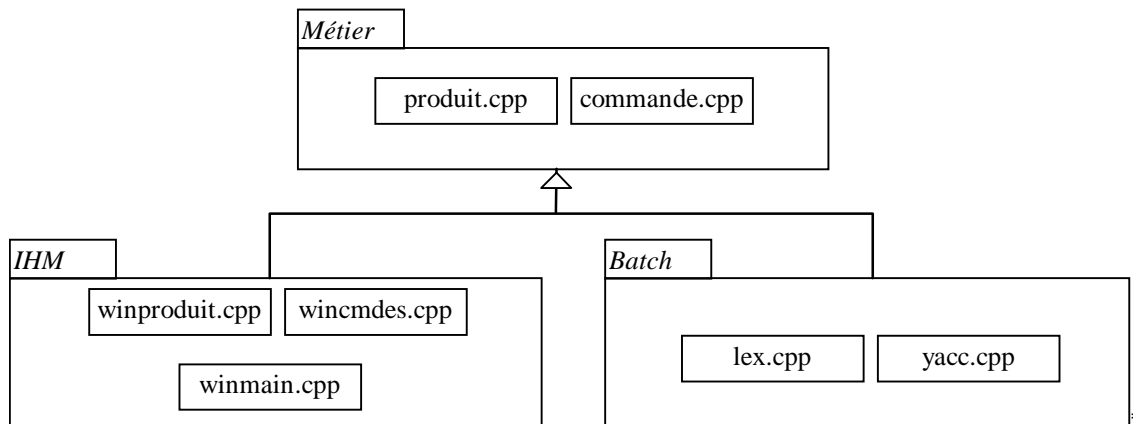 Métier
produit.cpp
commande.cpp
IHM
winproduit.cpp
wincmdes.cpp
winmain.cpp
Batch
lex.cpp
yacc.cpp